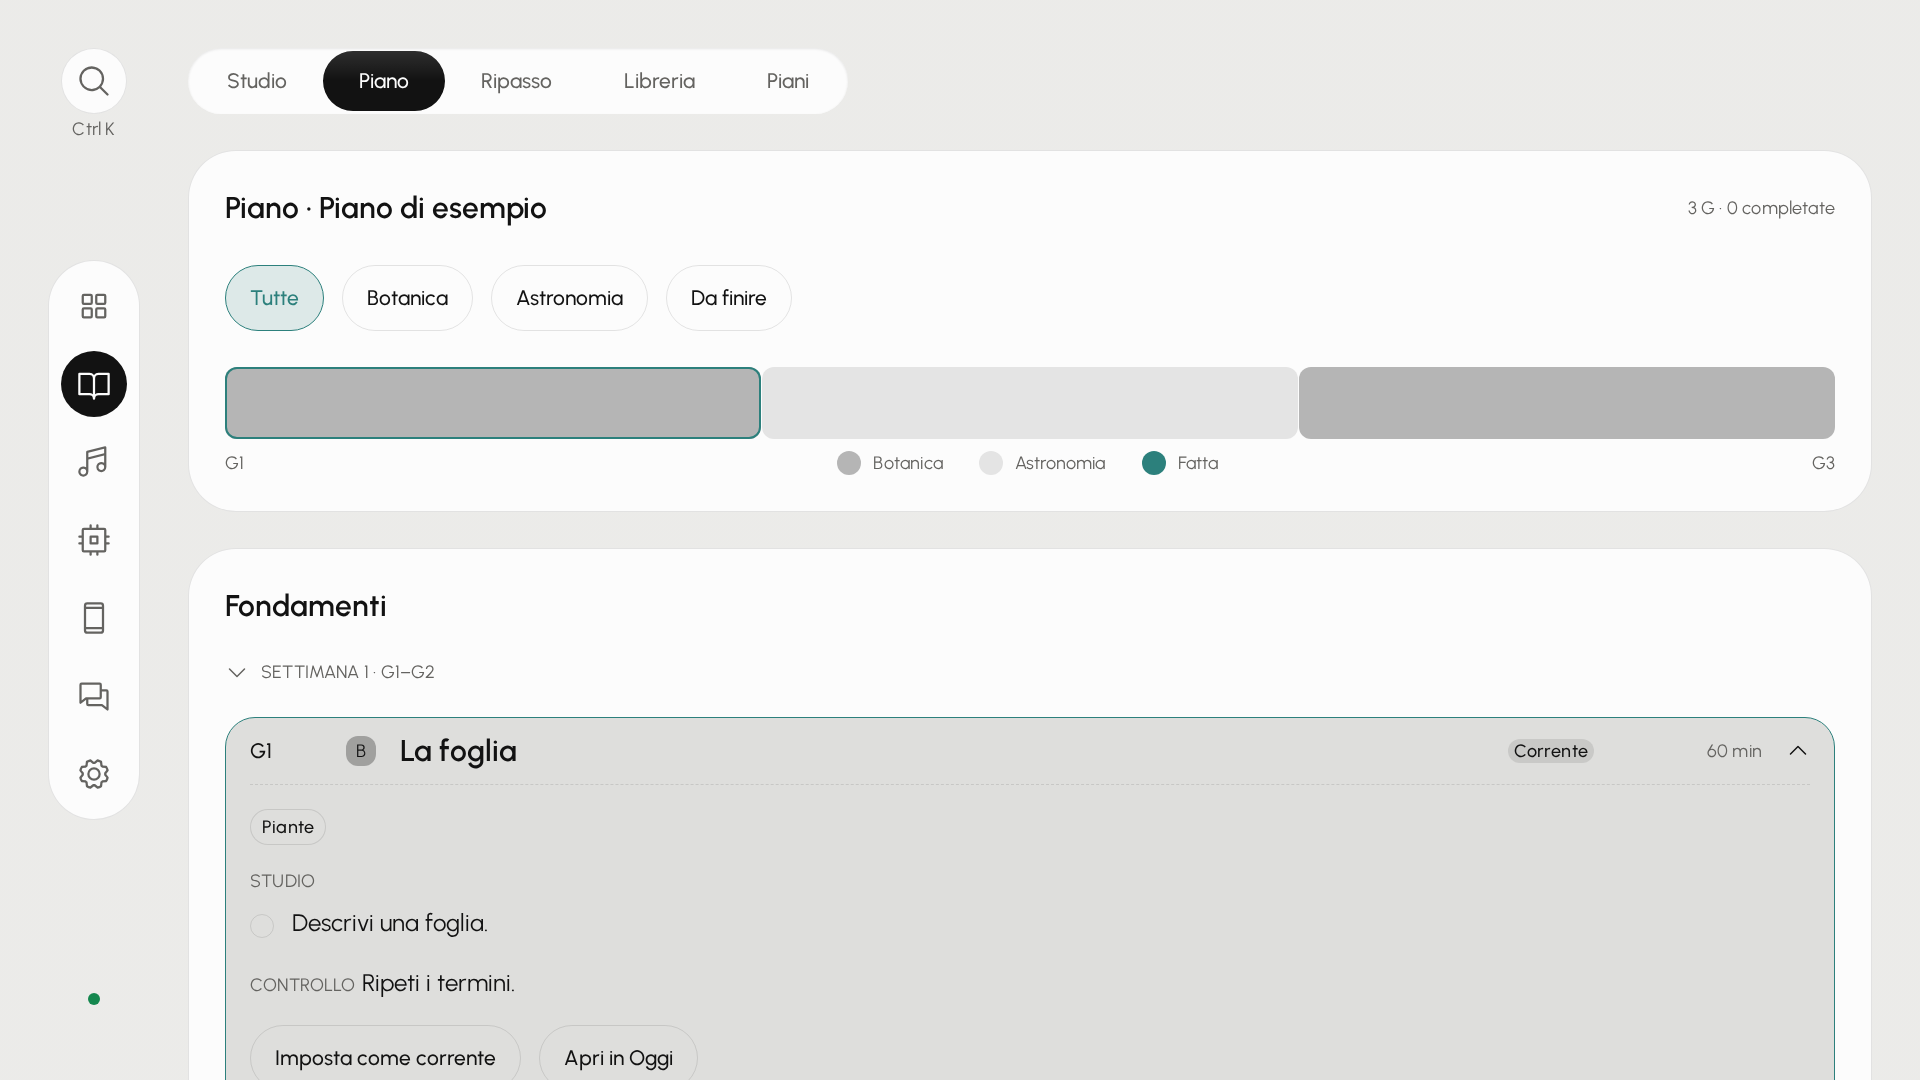 Ctrl K
Studio Piano Ripasso Libreria Piani
Piano · Piano di esempio
3 G · 0 completate
Tutte Botanica Astronomia Da finire
G1 Botanica Astronomia Fatta G3
Fondamenti
SETTIMANA 1 · G1–G2
G1 B La foglia Corrente 60 min
Piante
STUDIO
Descrivi una foglia.
CONTROLLO Ripeti i termini.
Imposta come corrente Apri in Oggi